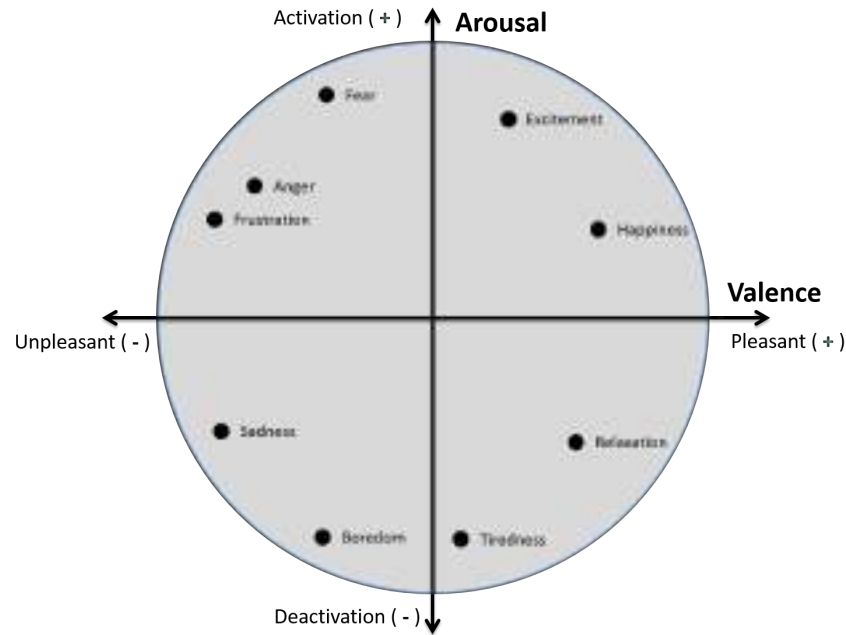 Activation ( + )
Arousal
Fear
Excitement
Anger
Frustration
Happiness
Valence
Unpleasant ( - )
Pleasant ( + )
Sadness
Relaxation
Boredom
Tiredness
Deactivation ( - )